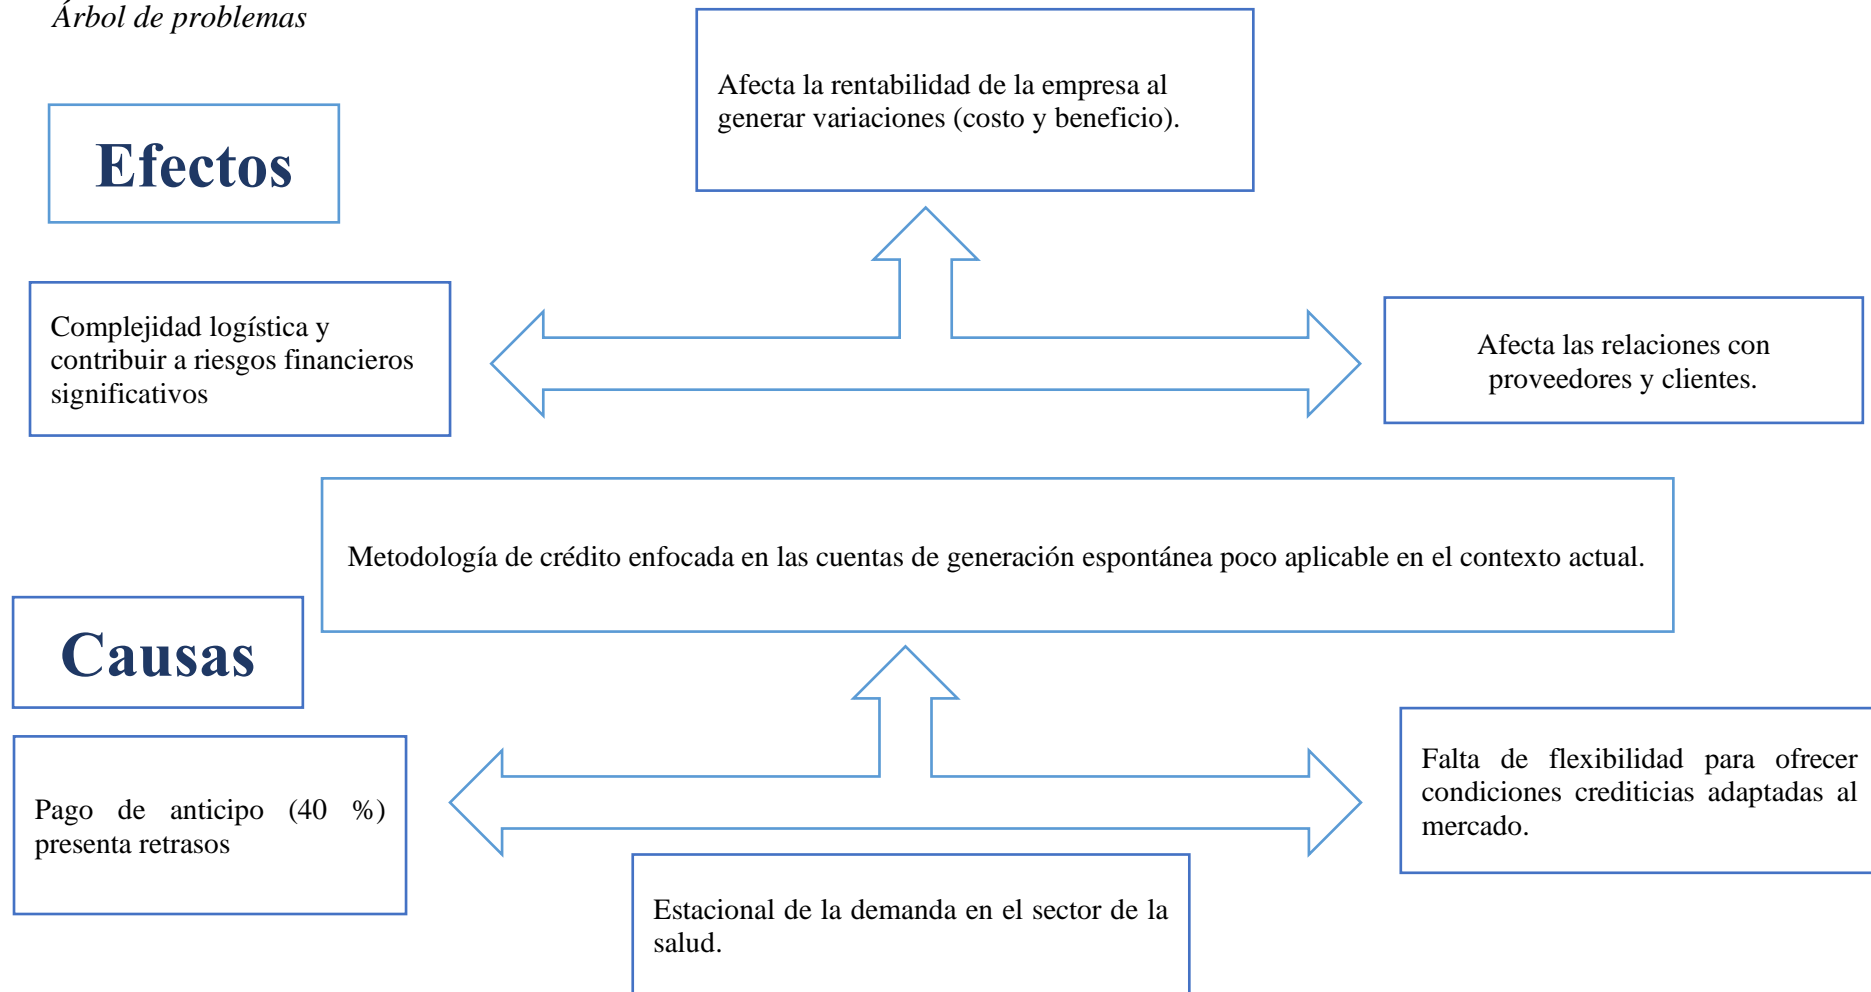 Árbol de problemas
Afecta la rentabilidad de la empresa al
generar variaciones (costo y beneficio).
Efectos
Complejidad logística y
contribuir a riesgos financieros
significativos
Afecta las relaciones con
proveedores y clientes.
Metodología de crédito enfocada en las cuentas de generación espontánea poco aplicable en el contexto actual.
Causas
Pago de anticipo (40 %)
presenta retrasos
Falta de flexibilidad para ofrecer
condiciones crediticias adaptadas al
mercado.
Estacional de la demanda en el sector de la
salud.